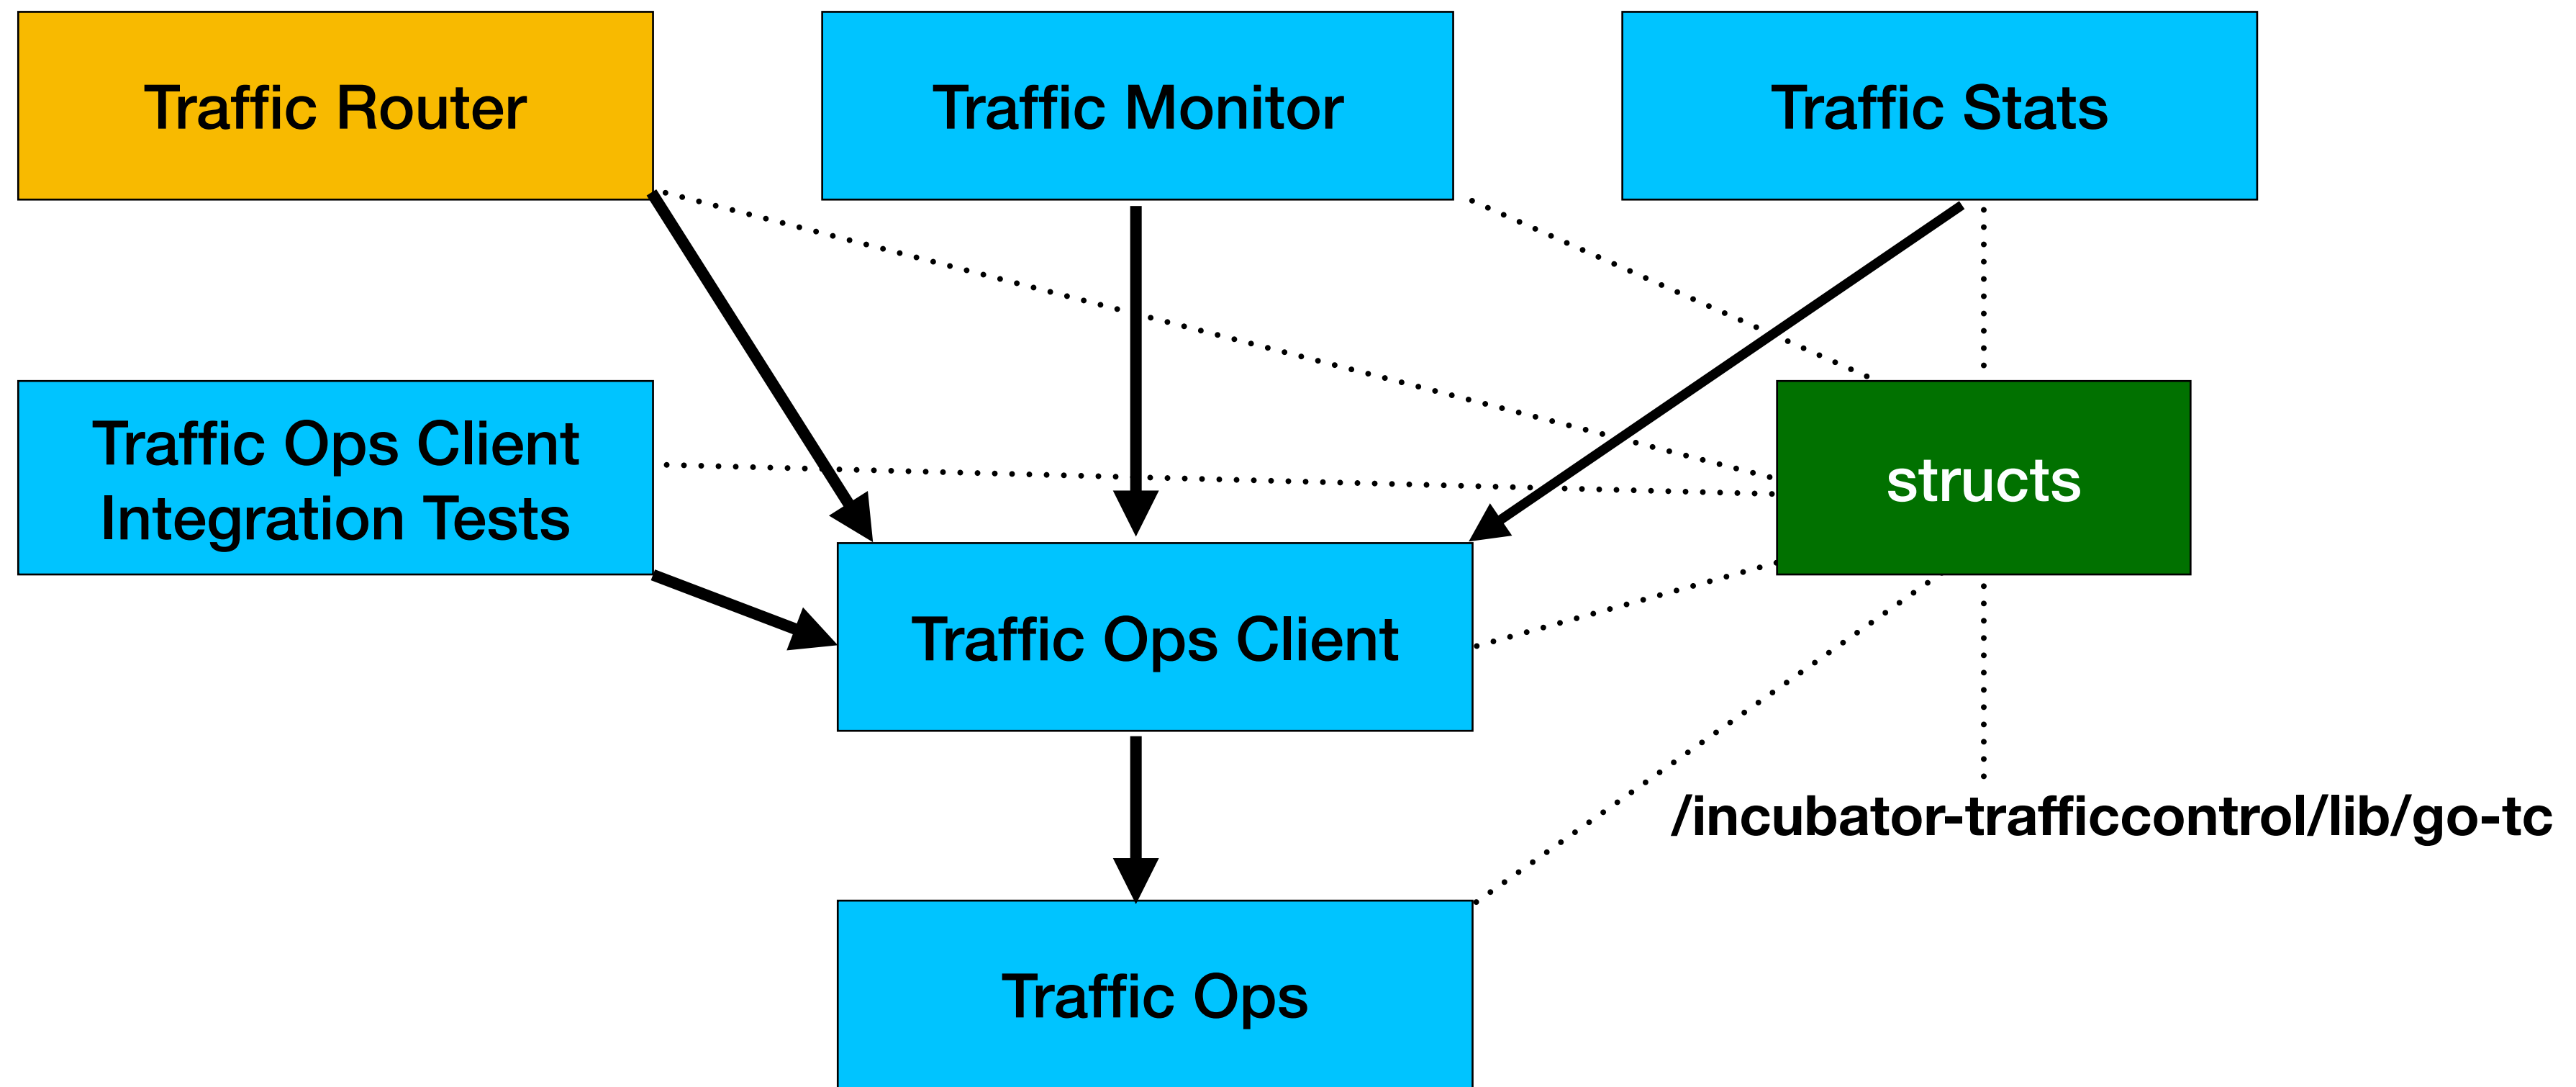 Traffic Router
Traffic Monitor
Traffic Stats
Traffic Ops Client
Integration Tests
structs
Traffic Ops Client
/incubator-trafficcontrol/lib/go-tc
Traffic Ops